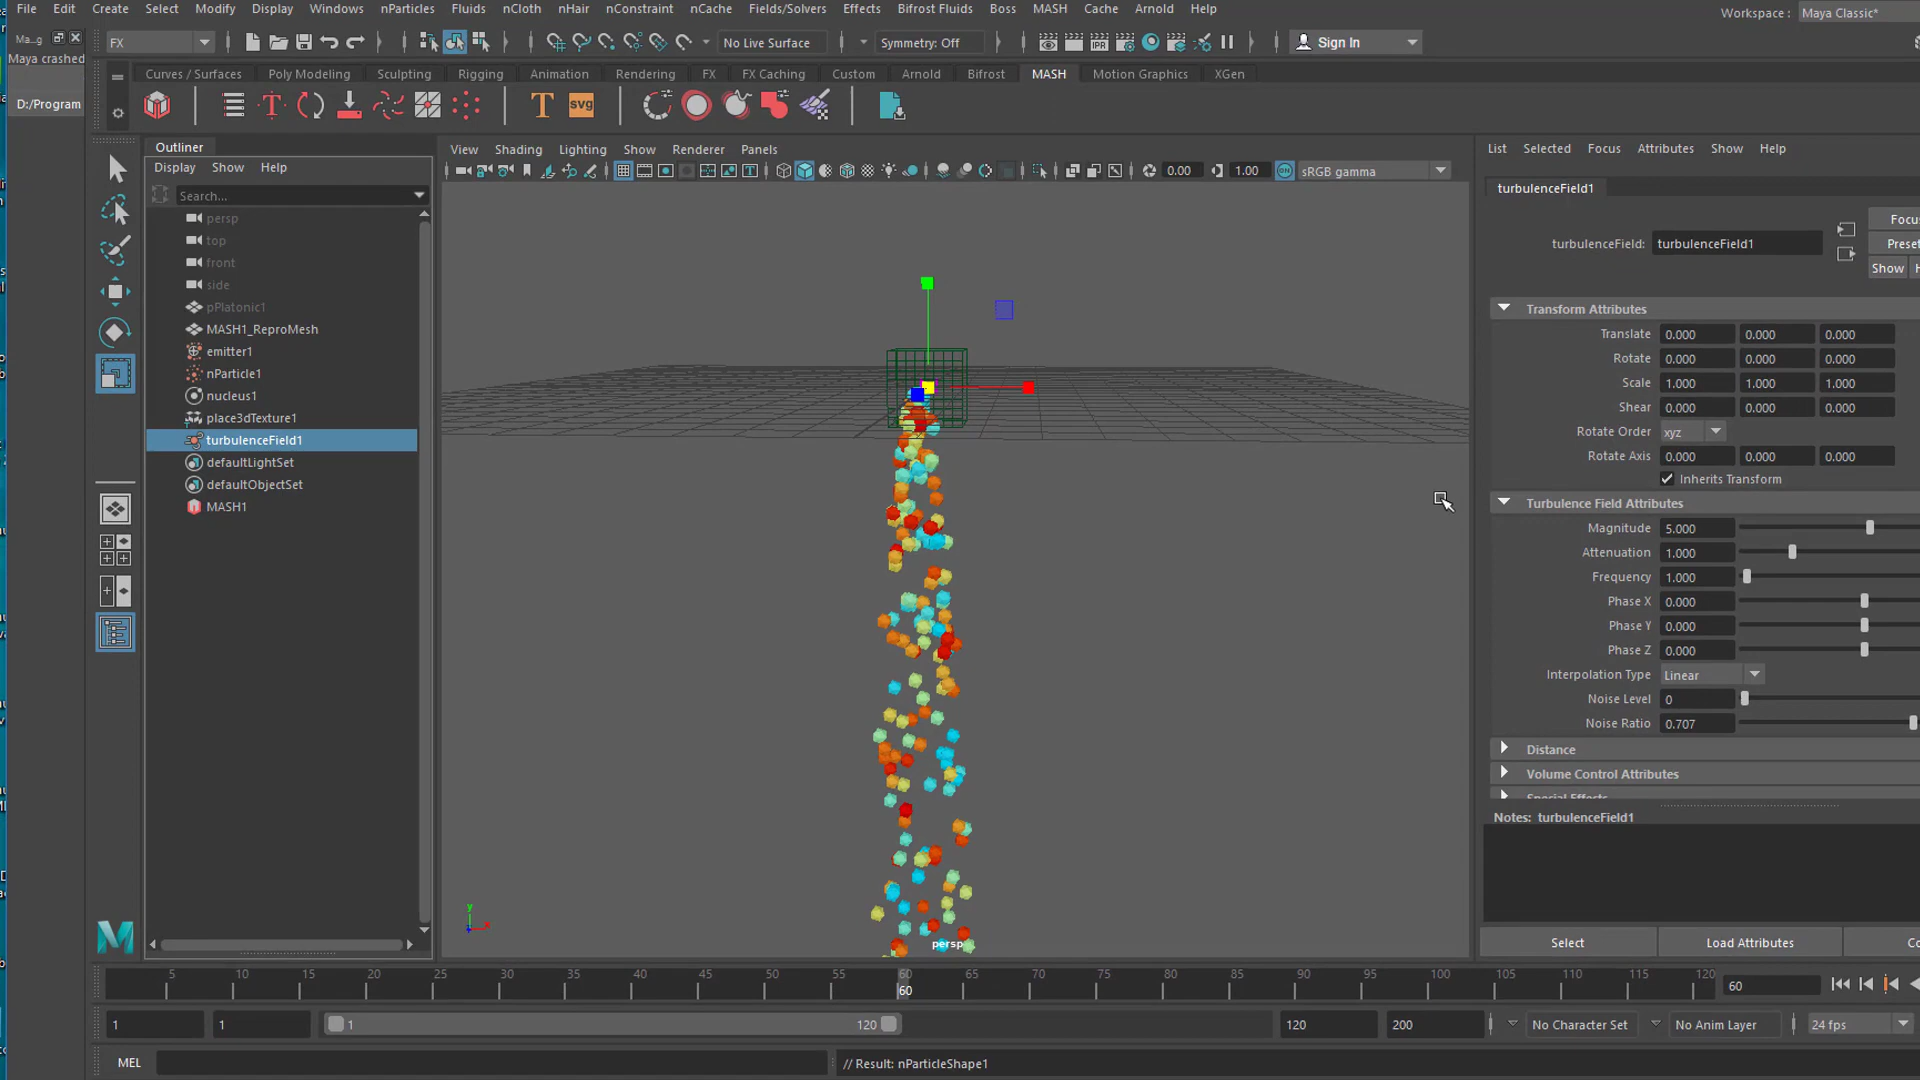 File Edit Create Select Modify Display Windows nParticles Fluids nCloth nHair nConstraint nCache Fields/Solvers Effects Bifrost Fluids Boss MASH Cache Arnold Help
Workspace : Maya Classic*
Ma...g
FX
No Live Surface
Symmetry: Off
Sign In
Maya crashed
Curves / Surfaces Poly Modeling Sculpting Rigging Animation Rendering FX FX Caching Custom Arnold Bifrost MASH Motion Graphics XGen
D:/Program
IPR
T
T
SVG
Outliner
Display Show Help
Search...
persp
top
front
side
pPlatonic1
MASH1_ReproMesh
emitter1
nParticle1
nucleus1
place3dTexture1
turbulenceField1
defaultLightSet
defaultObjectSet
MASH1
View Shading Lighting Show Renderer Panels
0.00 1.00 ON sRGB gamma
y
x
persp
List Selected Focus Attributes Show Help
turbulenceField1
Focu
turbulenceField: turbulenceField1
Preset
Show H
Transform Attributes
Translate 0.000 0.000 0.000
Rotate 0.000 0.000 0.000
Scale 1.000 1.000 1.000
Shear 0.000 0.000 0.000
Rotate Order xyz
Rotate Axis 0.000 0.000 0.000
Inherits Transform
Turbulence Field Attributes
Magnitude 5.000
Attenuation 1.000
Frequency 1.000
Phase X 0.000
Phase Y 0.000
Phase Z 0.000
Interpolation Type Linear
Noise Level 0
Noise Ratio 0.707
Distance
Volume Control Attributes
Special Effects
Notes: turbulenceField1
Select Load Attributes Co
5 10 15 20 25 30 35 40 45 50 55 60 65 70 75 80 85 90 95 100 105 110 115 120
60
60
1 1 1 120 120 200 No Character Set No Anim Layer 24 fps
MEL
// Result: nParticleShape1